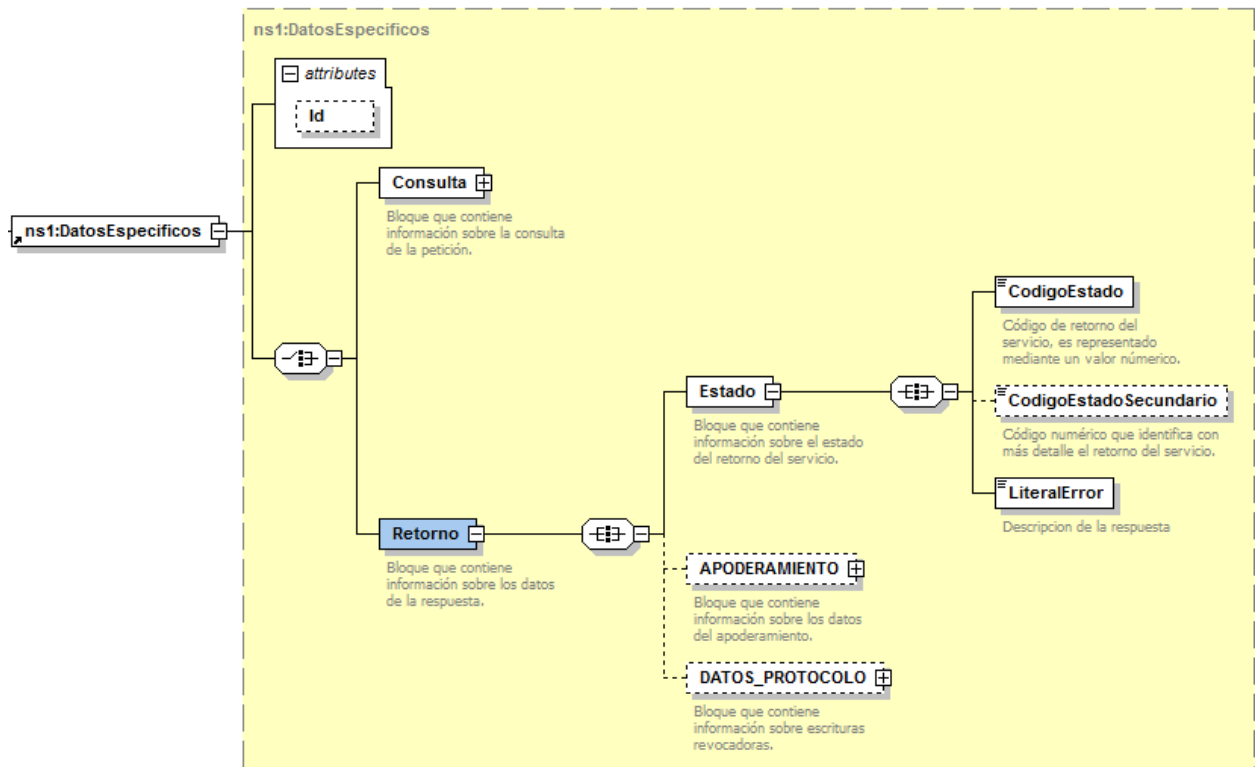 ns1:DatosEspecificos
attributes
Id
Consulta
Bloque que contiene
información sobre la consulta
de la petición.
ns1:DatosEspecificos
CodigoEstado
Código de retorno del
servicio, es representado
mediante un valor númerico.
Estado
Bloque que contiene
información sobre el estado
del retorno del servicio.
CodigoEstadoSecundario
Código numérico que identifica con
más detalle el retorno del servicio.
LiteralError
Descripcion de la respuesta
Retorno
Bloque que contiene
información sobre los datos
de la respuesta.
APODERAMIENTO
Bloque que contiene
información sobre los datos
del apoderamiento.
DATOS_PROTOCOLO
Bloque que contiene
información sobre escrituras
revocadoras.